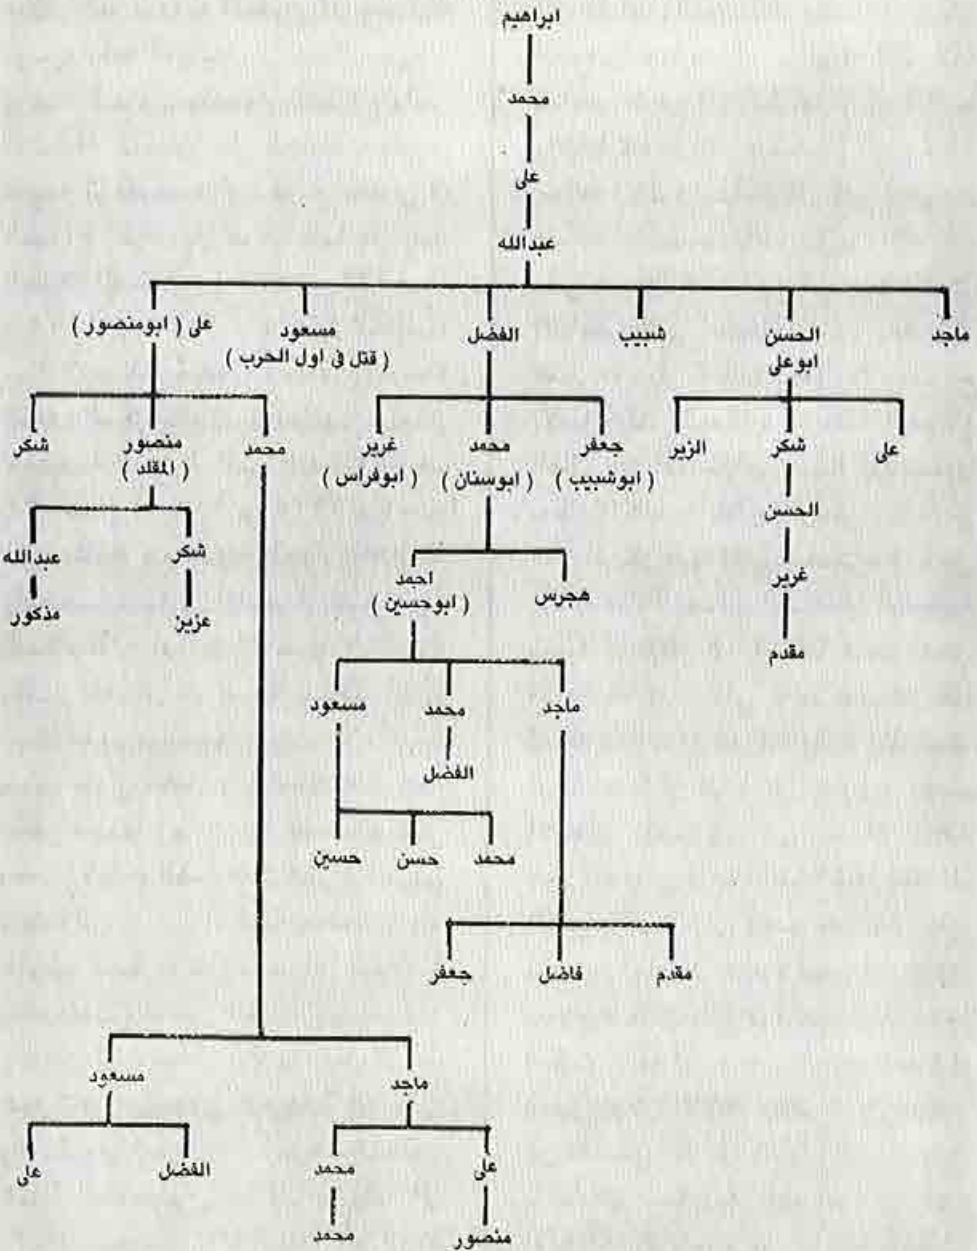 ابراهيم
محمد
على
عبدالله
ماجد
الحسن
ابوعلى
شبيب
الفضل
مسعود
( قتل فى اول الحرب )
على ( ابومنصور )
على
شكر
الزير
جعفر
( ابوشبيب )
محمد
( ابوسنان )
غرير
( ابوفراس )
محمد
منصور
( المقلد )
شكر
الحسن
غرير
مقدم
هجرس
احمد
( ابوحسين )
شكر
عبدالله
عزيز
مذكور
ماجد
محمد
مسعود
الفضل
محمد
حسن
حسين
مقدم
فاضل
جعفر
ماجد
مسعود
على
محمد
الفضل
على
منصور
محمد